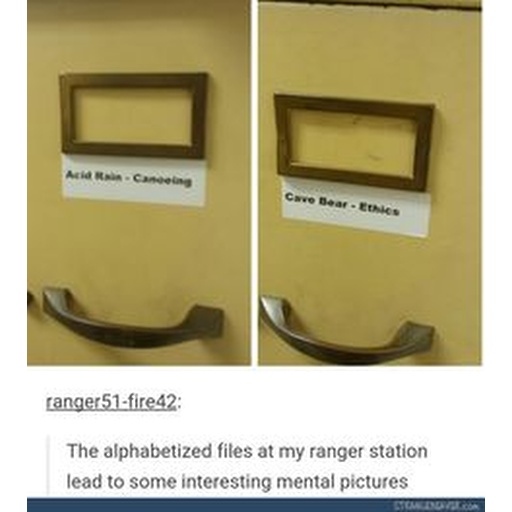 Acid Rain - Canoeing
Cave Bear - Ethics
ranger51-fire42:
The alphabetized files at my ranger station
lead to some interesting mental pictures